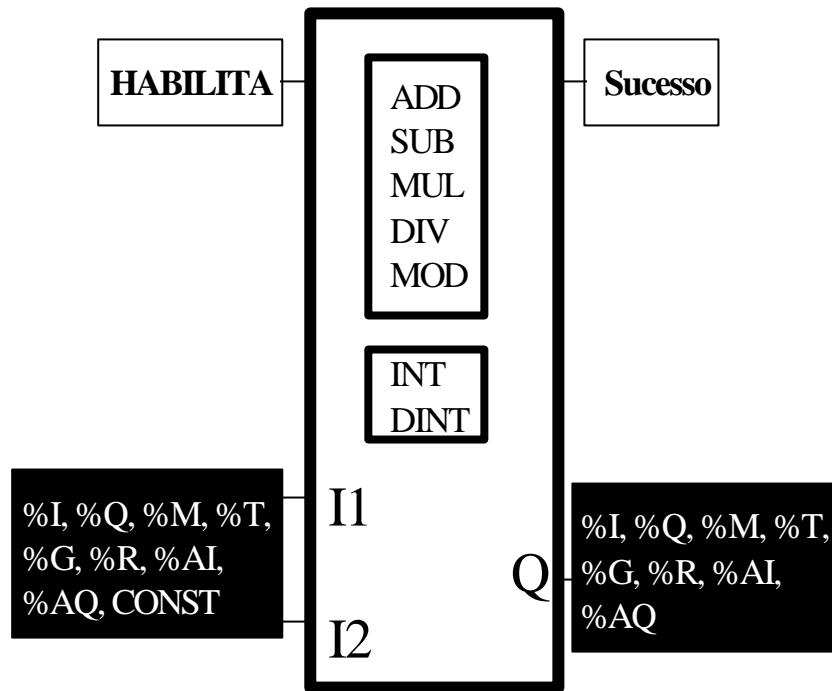 HABILITA
Sucesso
ADD
SUB
MUL
DIV
MOD
INT
DINT
%I, %Q, %M, %T,
%G, %R, %AI,
%AQ, CONST
I1
I2
Q
%I, %Q, %M, %T,
%G, %R, %AI,
%AQ